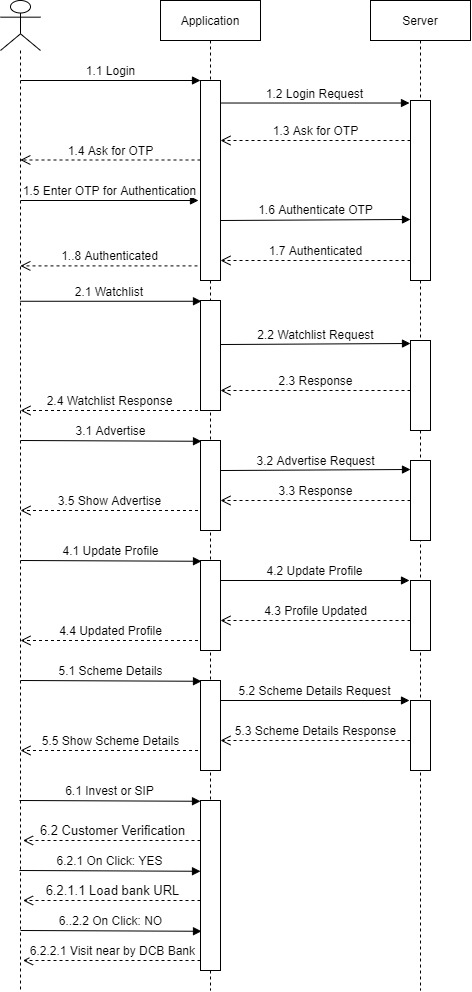 Application
Server
1.1 Login
1.2 Login Request
1.3 Ask for OTP
1.4 Ask for OTP
1.5 Enter OTP for Authentication
1.6 Authenticate OTP
1.7 Authenticated
1..8 Authenticated
2.1 Watchlist
2.2 Watchlist Request
2.3 Response
2.4 Watchlist Response
3.1 Advertise
3.2 Advertise Request
3.3 Response
3.5 Show Advertise
4.1 Update Profile
4.2 Update Profile
4.3 Profile Updated
4.4 Updated Profile
5.1 Scheme Details
5.2 Scheme Details Request
5.3 Scheme Details Response
5.5 Show Scheme Details
6.1 Invest or SIP
6.2 Customer Verification
6.2.1 On Click: YES
6.2.1.1 Load bank URL
6..2.2 On Click: NO
6.2.2.1 Visit near by DCB Bank